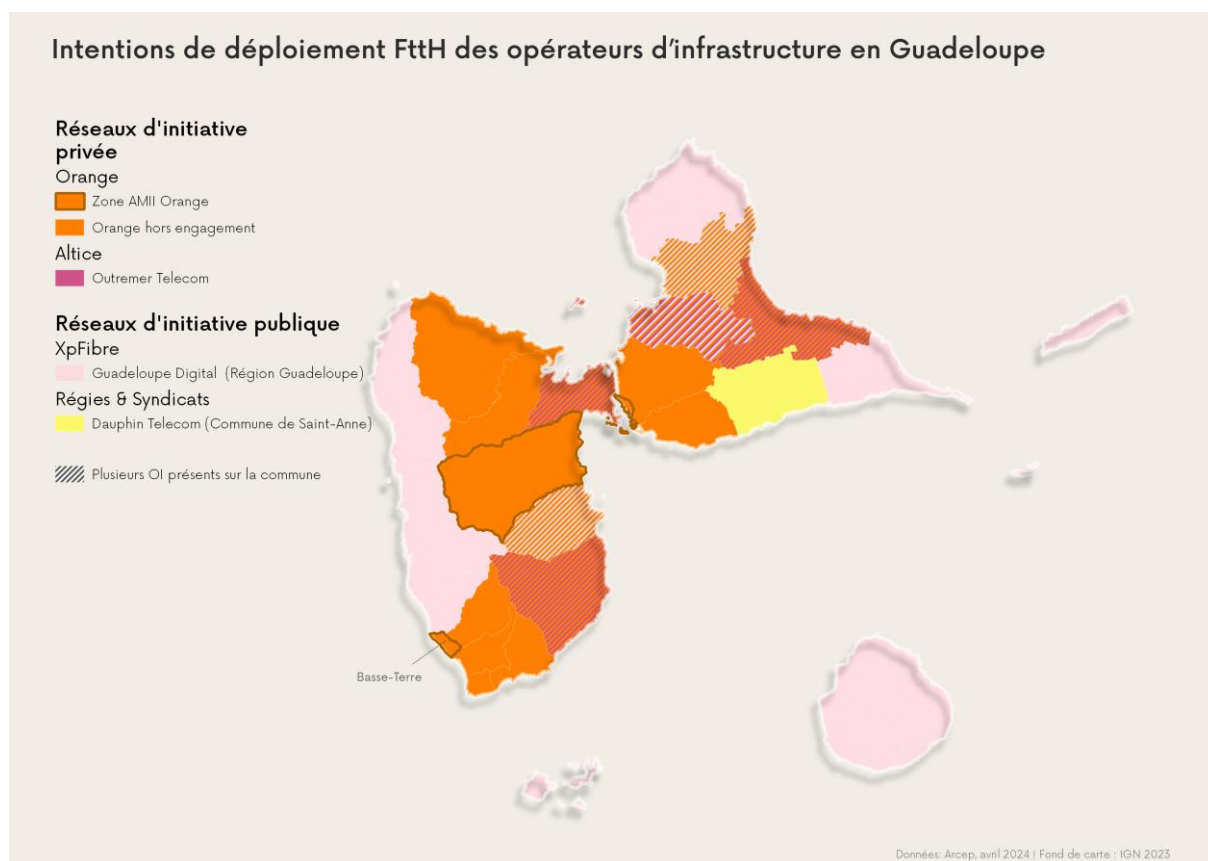 Intentions de déploiement FttH des opérateurs d'infrastructure en Guadeloupe
Réseaux d'initiative
privée
Orange
Zone AMII Orange
Orange hors engagement
Altice
Outremer Telecom
Réseaux d'initiative publique
XpFibre
Guadeloupe Digital (Région Guadeloupe)
Régies & Syndicats
Dauphin Telecom (Commune de Saint-Anne)
Plusieurs OI présents sur la commune
Basse-Terre
Données: Arcep, avril 2024 | Fond de carte : IGN 2023